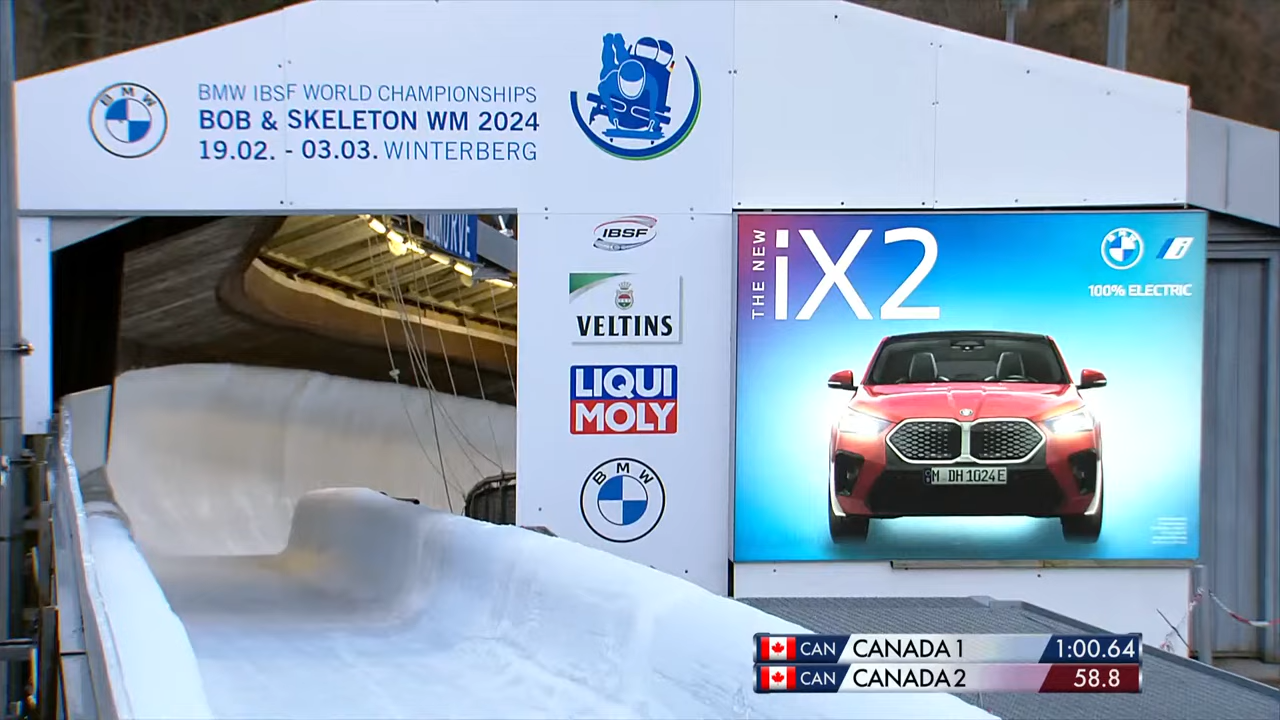 BMW
BMW IBSF WORLD CHAMPIONSHIPS
BOB & SKELETON WM 2024
19.02. - 03.03. WINTERBERG
IBSF
VELTINS
LIQUI
MOLY
BMW
THE NEW
iX2
i
100% ELECTRIC
M DH 1024E
CAN CANADA 1 1:00.64
CAN CANADA 2 58.8